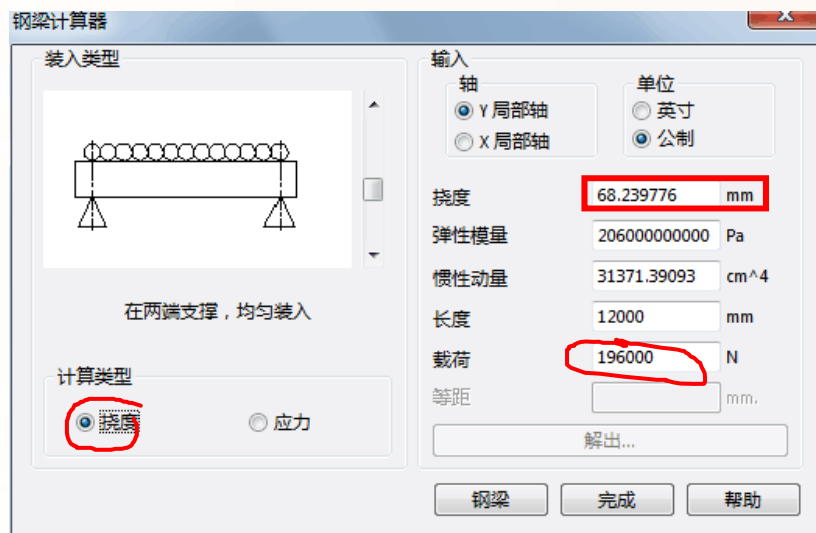 钢梁计算器
装入类型
在两端支撑，均匀装入
计算类型
挠度
应力
输入
轴
Y 局部轴
X 局部轴
单位
英寸
公制
挠度 68.239776 mm
弹性模量 206000000000 Pa
惯性动量 31371.39093 cm^4
长度 12000 mm
载荷 196000 N
等距 mm.
解出...
钢梁 完成 帮助